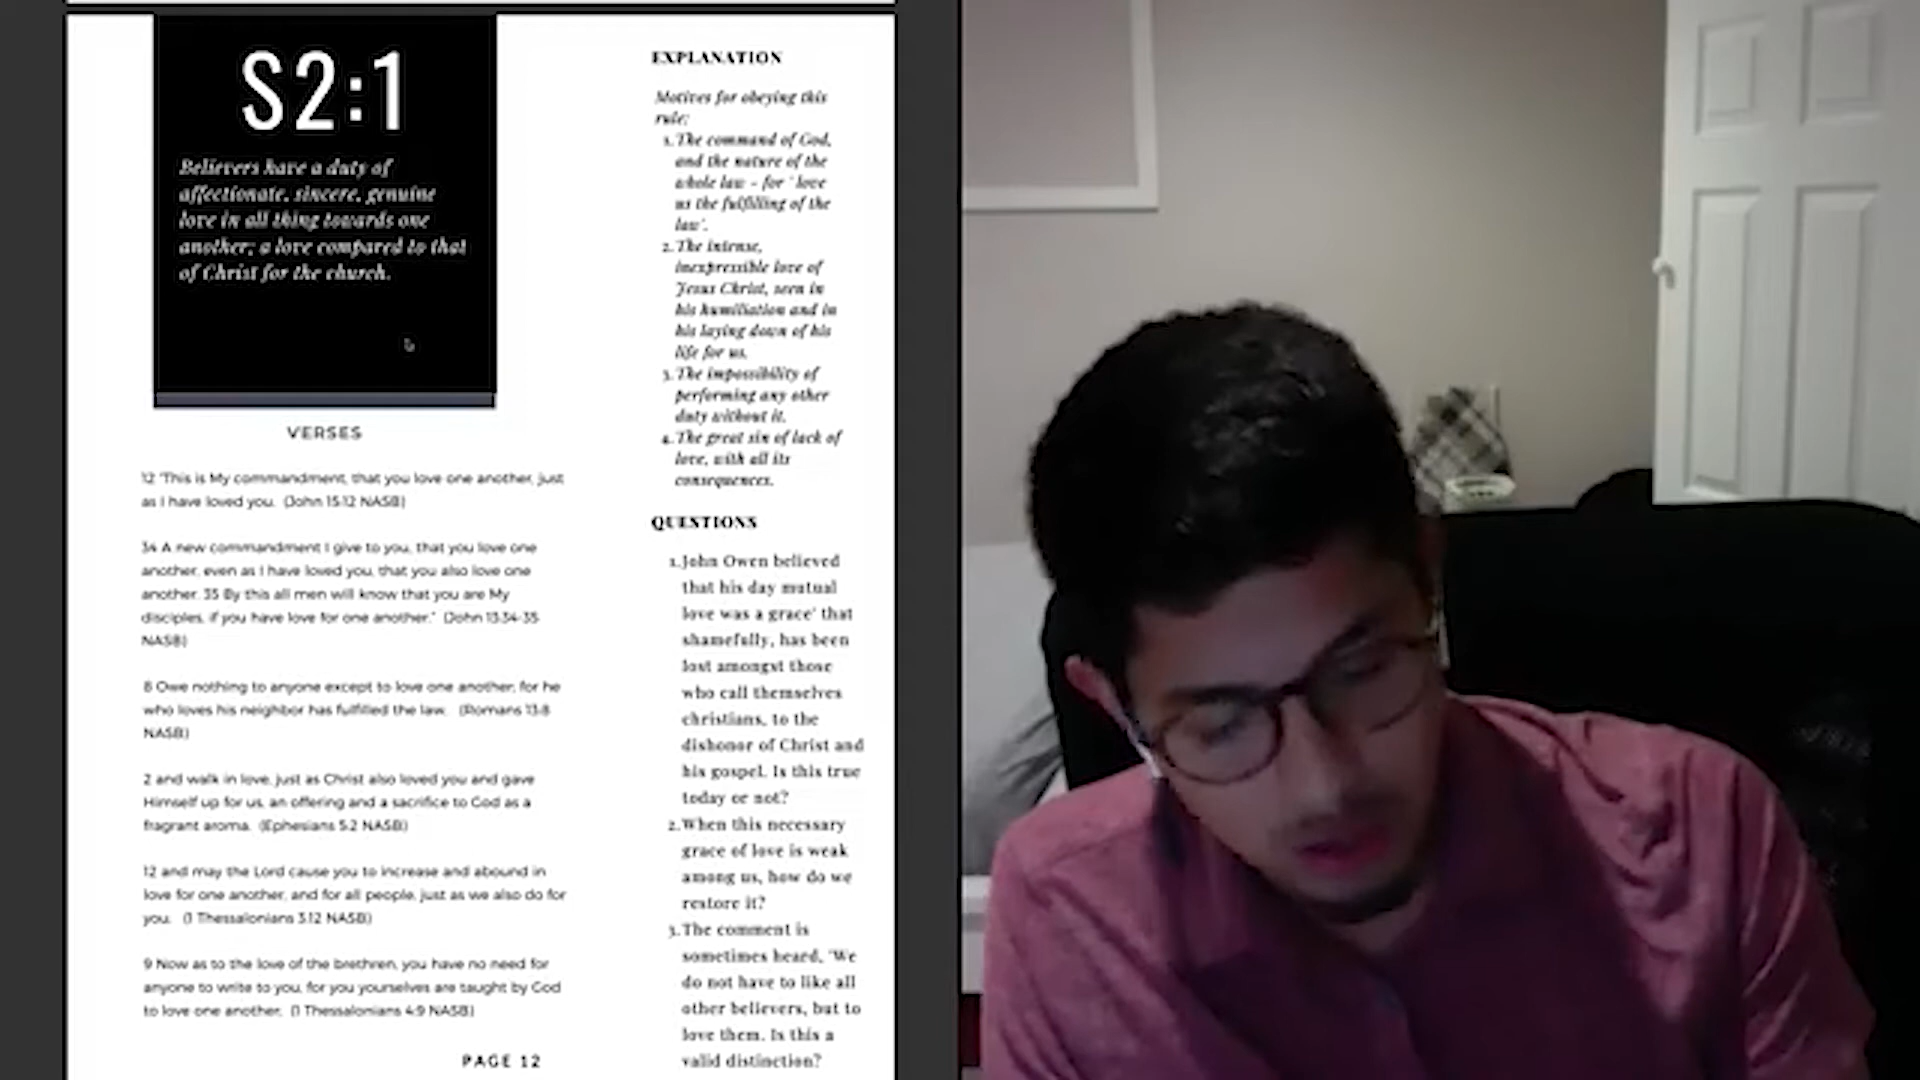 S2:1
Believers have a duty of
affectionate, sincere, genuine
love in all thing towards one
another; a love compared to that
of Christ for the church.
VERSES
12 "This is My commandment, that you love one another, just
as I have loved you. (John 15:12 NASB)
34 A new commandment I give to you, that you love one
another, even as I have loved you, that you also love one
another. 35 By this all men will know that you are My
disciples, if you have love for one another." (John 13:34-35
NASB)
8 Owe nothing to anyone except to love one another; for he
who loves his neighbor has fulfilled the law. (Romans 13:8
NASB)
2 and walk in love, just as Christ also loved you and gave
Himself up for us, an offering and a sacrifice to God as a
fragrant aroma. (Ephesians 5:2 NASB)
12 and may the Lord cause you to increase and abound in
love for one another, and for all people, just as we also do for
you. (1 Thessalonians 3:12 NASB)
9 Now as to the love of the brethren, you have no need for
anyone to write to you, for you yourselves are taught by God
to love one another. (1 Thessalonians 4:9 NASB)
PAGE 12
EXPLANATION
Motives for obeying this
rule:
1. The command of God,
and the nature of the
whole law – for 'love
us the fulfilling of the
law'.
2. The intense,
inexpressible love of
Jesus Christ, seen in
his humiliation and in
his laying down of his
life for us.
3. The impossibility of
performing any other
duty without it.
4. The great sin of lack of
love, with all its
consequences.
QUESTIONS
1. John Owen believed
that his day mutual
love was a grace' that
shamefully, has been
lost amongst those
who call themselves
christians, to the
dishonor of Christ and
his gospel. Is this true
today or not?
2. When this necessary
grace of love is weak
among us, how do we
restore it?
3. The comment is
sometimes heard, 'We
do not have to like all
other believers, but to
love them. Is this a
valid distinction?